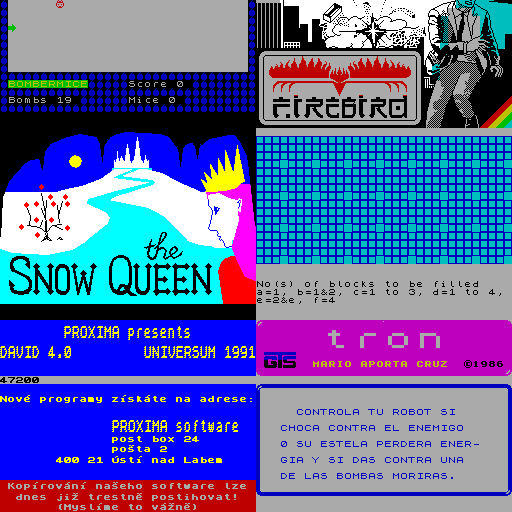 BOMBERMICE Score 0
Bombs 19 Mice 0
FIREBIRD
the
SNOW QUEEN
No(s) of blocks to be filled
a=1, b=1&2, c=1 to 3, d=1 to 4,
e=2&e, f=4
PROXIMA presents
DAVID 4.0 UNIVERSUM 1991
tron
GTS MARIO APORTA CRUZ ©1986
47200
Nové programy získáte na adrese:
PROXIMA software
post box 24
pošta 2
400 21 ústí nad Labem
Kopírování našeho software lze
dnes již trestně postihovat!
(Myslíme to vážně)
CONTROLA TU ROBOT SI
CHOCA CONTRA EL ENEMIGO
O SU ESTELA PERDERA ENER-
GIA Y SI DAS CONTRA UNA
DE LAS BOMBAS MORIRAS.